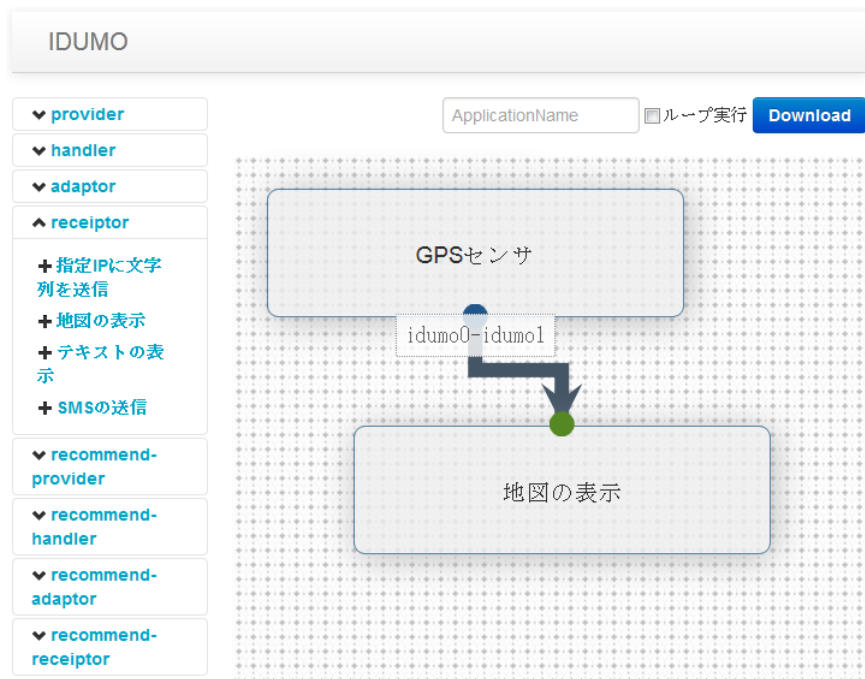 IDUMO
provider
handler
adaptor
receiptor
指定IPに文字
列を送信
地図の表示
テキストの表
示
SMSの送信
recommend-
provider
recommend-
handler
recommend-
adaptor
recommend-
receiptor
ApplicationName
ループ実行
Download
GPSセンサ
idumo0-idumo1
地図の表示